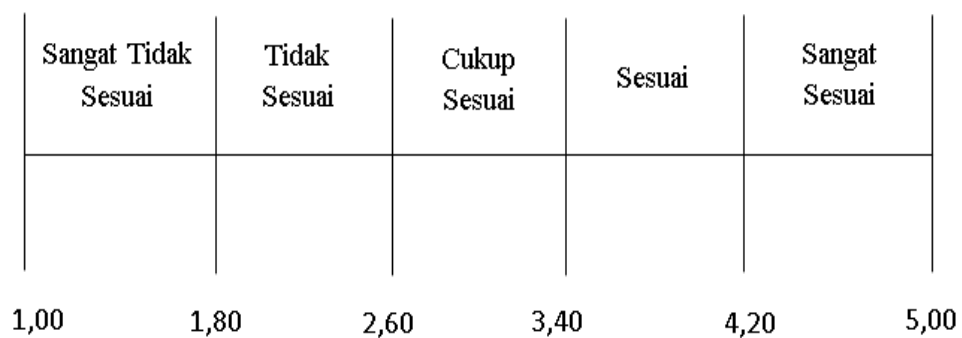 Sangat Tidak
Sesuai
Tidak
Sesuai
Cukup
Sesuai
Sesuai
Sangat
Sesuai
1,00
1,80
2,60
3,40
4,20
5,00